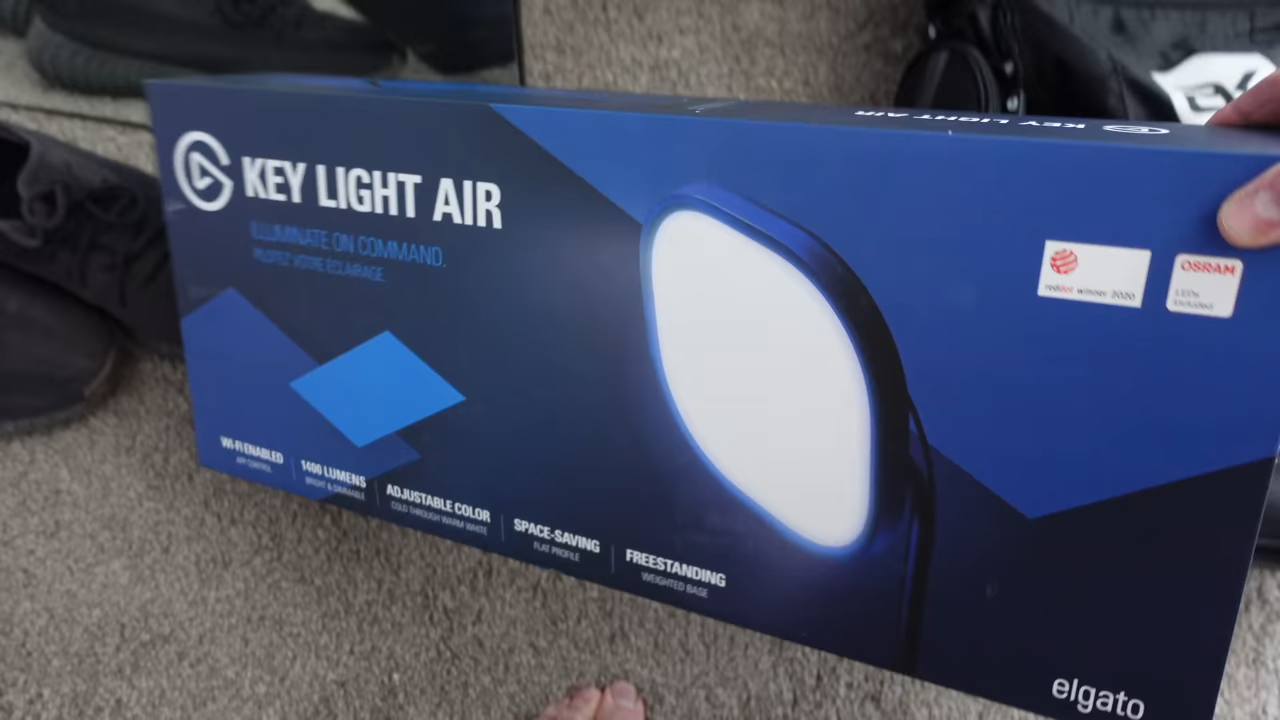 KEY LIGHT AIR
KEY LIGHT AIR
ILLUMINATE ON COMMAND.
PILOTEZ VOTRE ÉCLAIRAGE.
reddot winner 2020
OSRAM
LEDs
Included
WI-FI ENABLED
APP CONTROL
1400 LUMENS
BRIGHT & DIMMABLE
ADJUSTABLE COLOR
COLD THROUGH WARM WHITE
SPACE-SAVING
FLAT PROFILE
FREESTANDING
WEIGHTED BASE
elgato